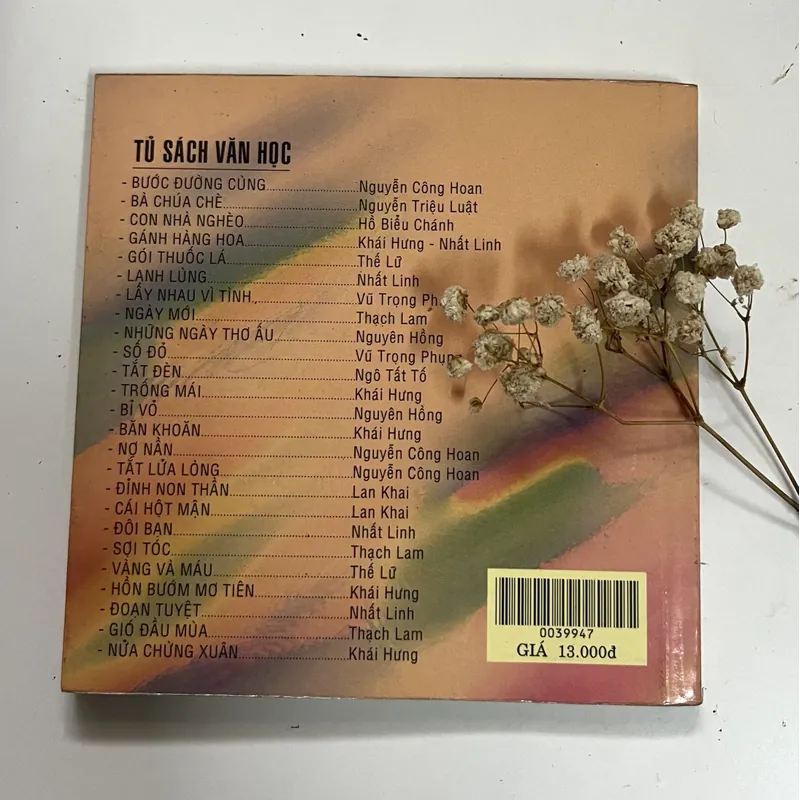 TỦ SÁCH VĂN HỌC
- BƯỚC ĐƯỜNG CÙNG..............Nguyễn Công Hoan
- BÀ CHÚA CHÈ..............Nguyễn Triệu Luật
- CON NHÀ NGHÈO..............Hồ Biểu Chánh
- GÁNH HÀNG HOA..............Khái Hưng - Nhất Linh
- GÓI THUỐC LÁ..............Thế Lữ
- LẠNH LÙNG..............Nhất Linh
- LẤY NHAU VÌ TÌNH..............Vũ Trọng
- NGÀY MỚI..............Thạch Lam
- NHỮNG NGÀY THƠ ẤU..............Nguyên Hồng
- SỐ ĐỎ..............Vũ Trọng Phụng
- TẮT ĐÈN..............Ngô Tất Tố
- TRỐNG MÁI..............Khái Hưng
- BỈ VỎ..............Nguyên Hồng
- BĂN KHOĂN..............Khái Hưng
- NỢ NẦN..............Nguyễn Công Hoan
- TẮT LỬA LÒNG..............Nguyễn Công Hoan
- ĐỈNH NON THẦN..............Lan Khai
- CÁI HỘT MẬN..............Lan Khai
- ĐÔI BẠN..............Nhất Linh
- SỢI TÓC..............Thạch Lam
- VÀNG VÀ MÁU..............Thế Lữ
- HỒN BƯỚM MƠ TIÊN..............Khái Hưng
- ĐOẠN TUYỆT..............Nhất Linh
- GIÓ ĐẦU MÙA..............Thạch Lam
- NỬA CHỪNG XUÂN..............Khái Hưng
0039947
GIÁ 13.000đ